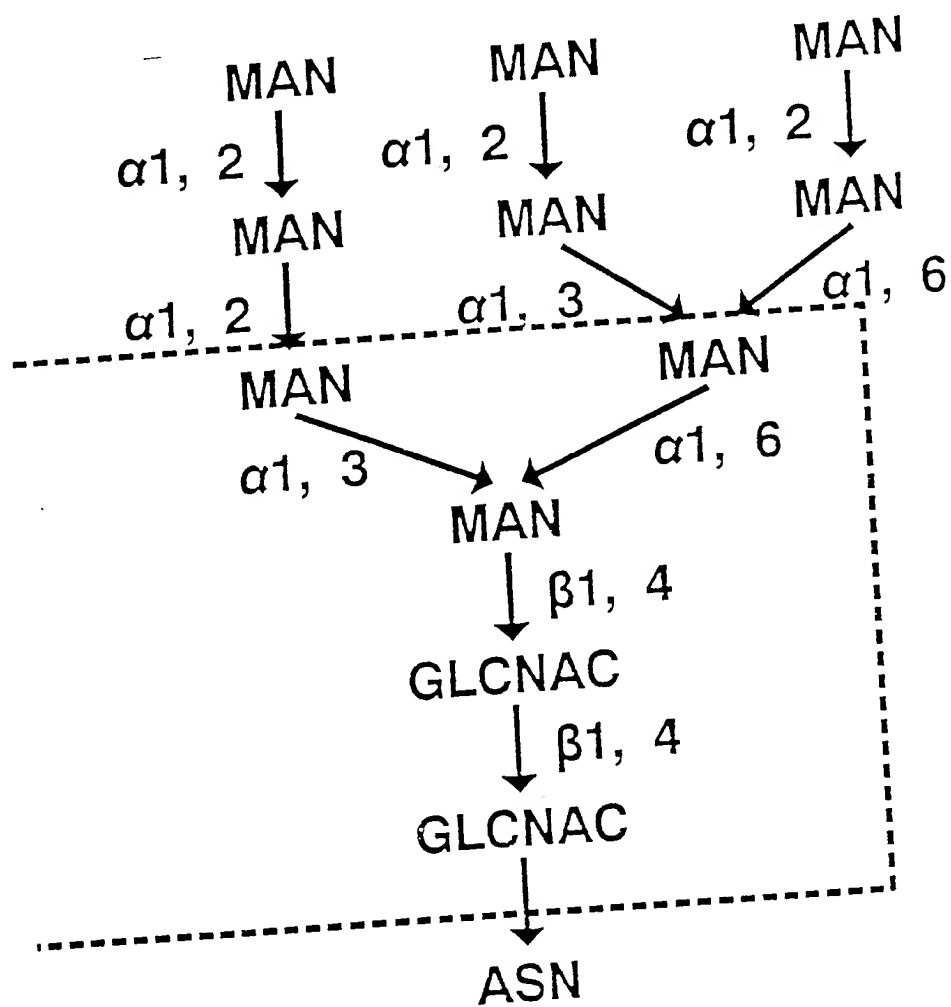 MAN MAN MAN
α1, 2 α1, 2 α1, 2
MAN MAN MAN
α1, 2 α1, 3 α1, 6
MAN MAN
α1, 3 α1, 6
MAN
β1, 4
GLCNAC
β1, 4
GLCNAC
ASN